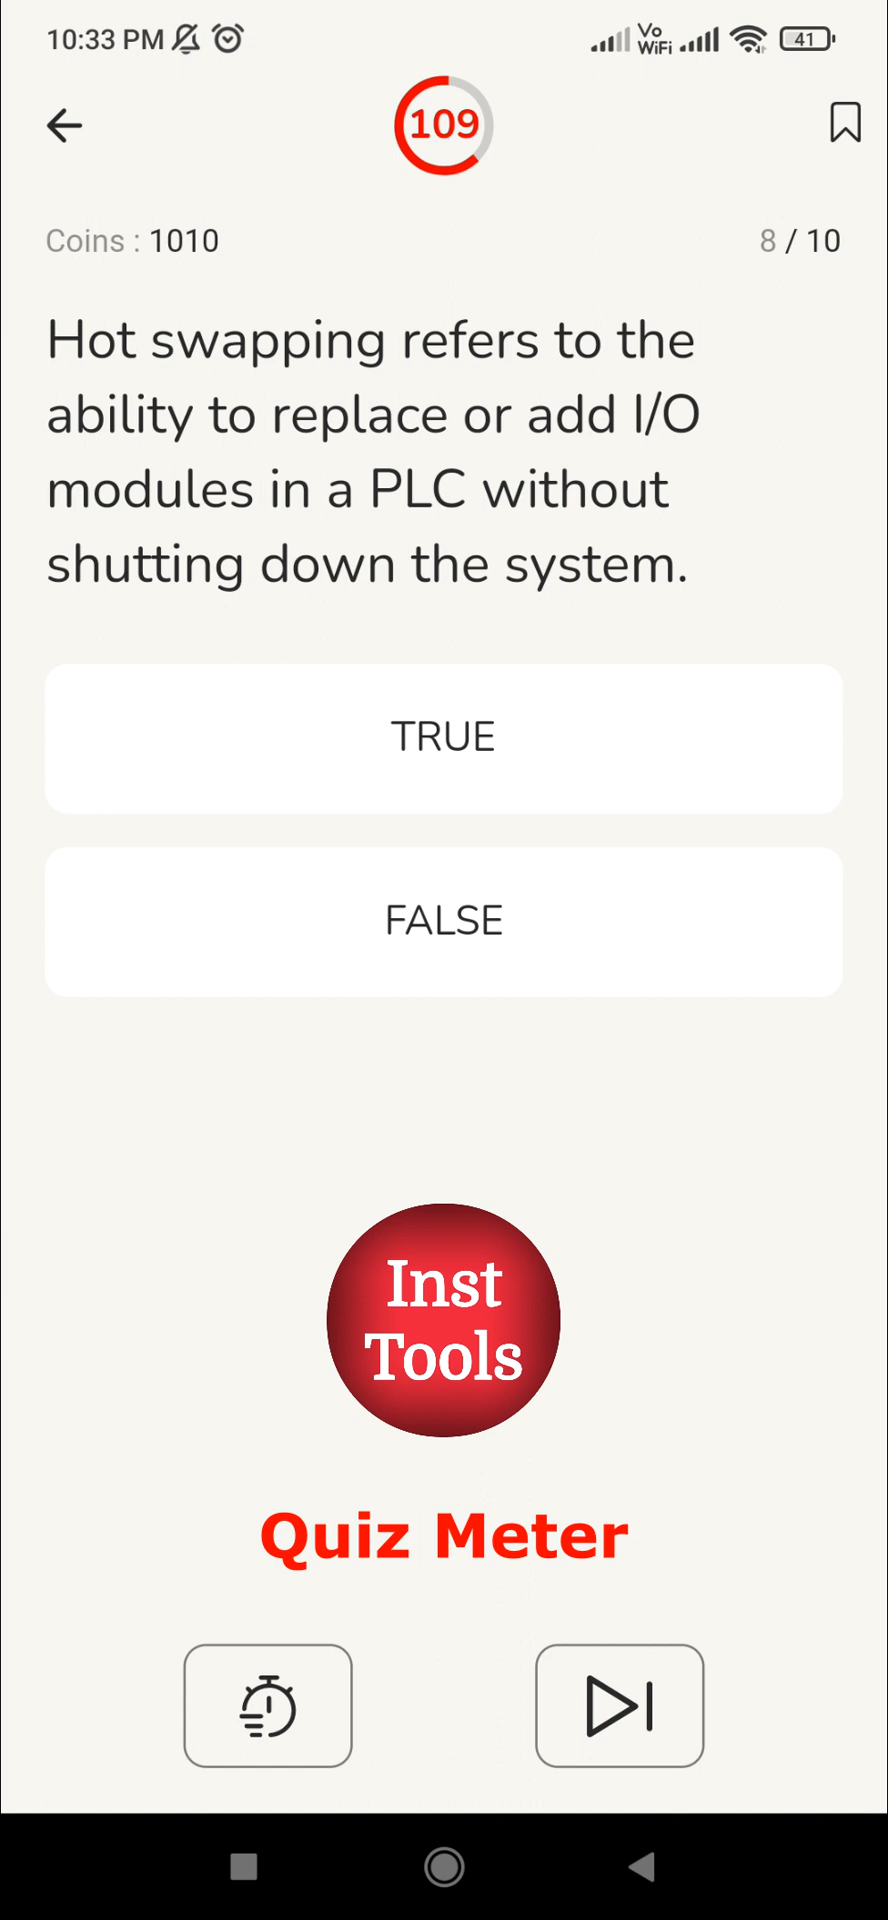 10:33 PM Vo WiFi 41
109
Coins : 1010 8 / 10
Hot swapping refers to the
ability to replace or add I/O
modules in a PLC without
shutting down the system.
TRUE
FALSE
Inst
Tools
Quiz Meter